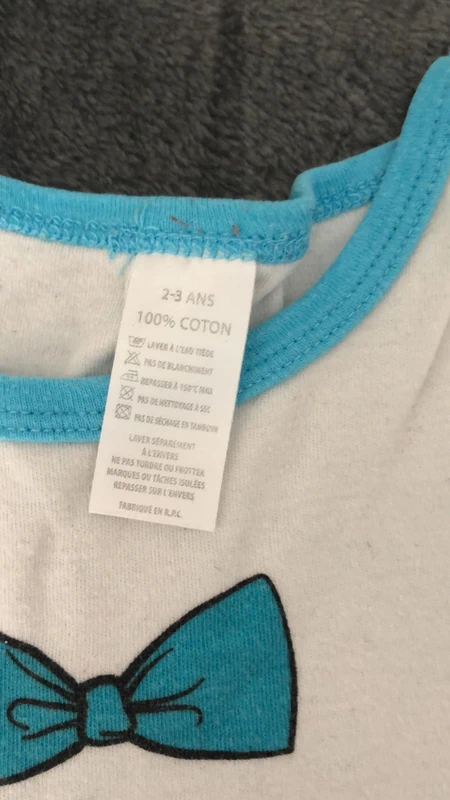 2-3 ANS
100% COTON
LAVER À L'EAU TIÈDE
PAS DE BLANCHIMENT
REPASSER À 150°C MAX
PAS DE NETTOYAGE À SEC
PAS DE SÉCHAGE EN TAMBOUR
LAVER SÉPARÉMENT
À L'ENVERS
NE PAS TORDRE OU FROTTER
MARQUES OU TÂCHES ISOLÉES
REPASSER SUR L'ENVERS
FABRIQUÉ EN R.P.C.